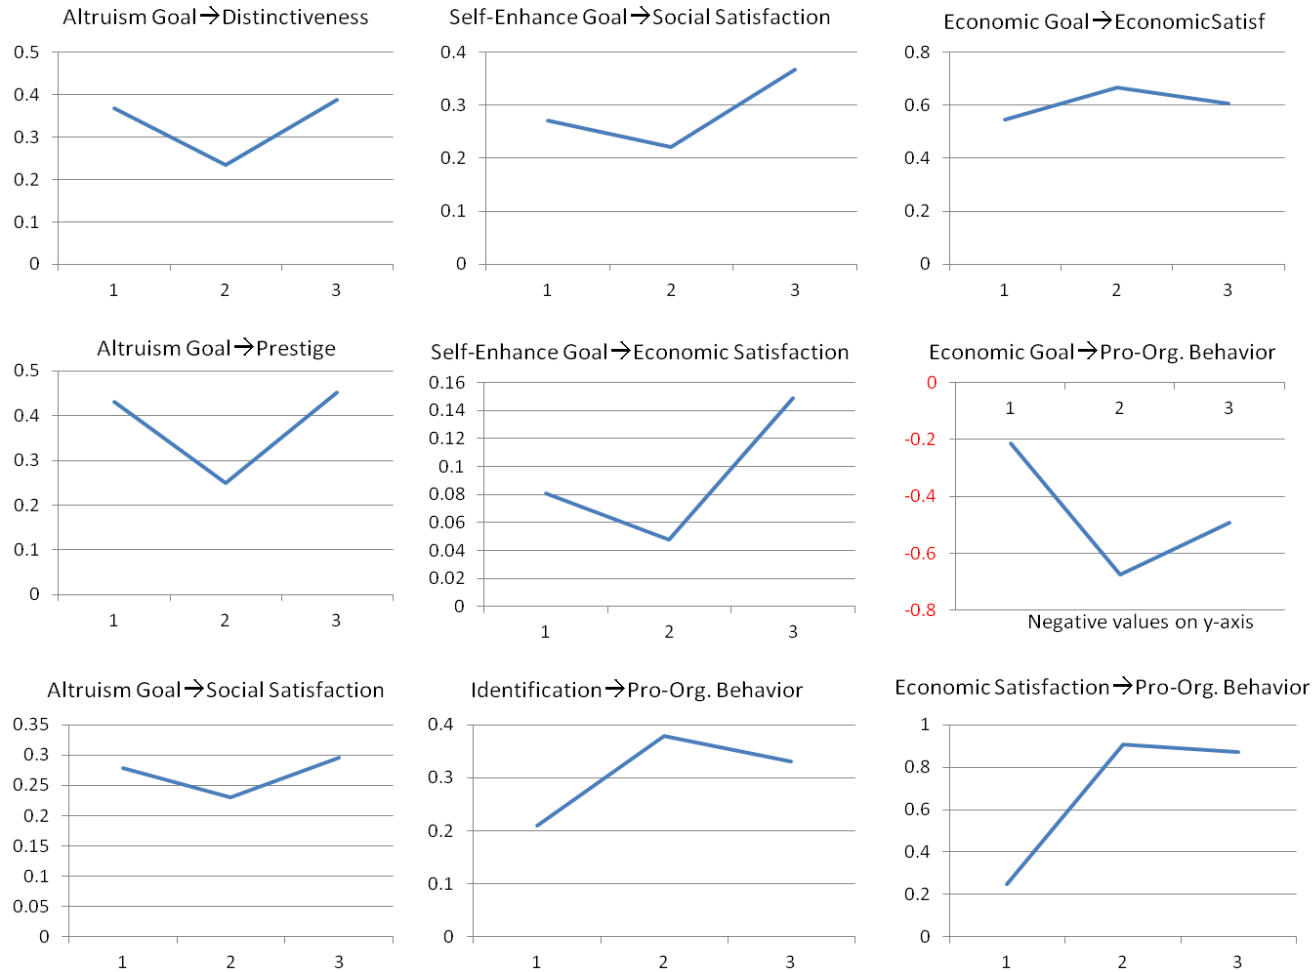 Altruism Goal→Distinctiveness
0.5
0.4
0.3
0.2
0.1
0
1 2 3
Self-Enhance Goal→Social Satisfaction
0.4
0.3
0.2
0.1
0
1 2 3
Economic Goal→EconomicSatisf
0.8
0.6
0.4
0.2
0
1 2 3
Altruism Goal→Prestige
0.5
0.4
0.3
0.2
0.1
0
1 2 3
Self-Enhance Goal→Economic Satisfaction
0.16
0.14
0.12
0.1
0.08
0.06
0.04
0.02
0
1 2 3
Economic Goal→Pro-Org. Behavior
0
1 2 3
-0.2
-0.4
-0.6
-0.8
Negative values on y-axis
Altruism Goal→Social Satisfaction
0.35
0.3
0.25
0.2
0.15
0.1
0.05
0
1 2 3
Identification→Pro-Org. Behavior
0.4
0.3
0.2
0.1
0
1 2 3
Economic Satisfaction→Pro-Org. Behavior
1
0.8
0.6
0.4
0.2
0
1 2 3